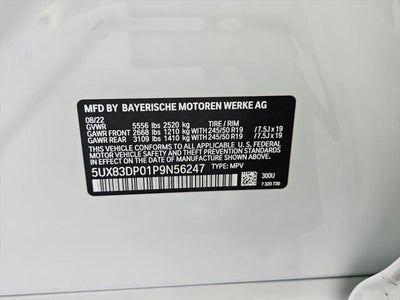 MFD BY BAYERISCHE MOTOREN WERKE AG
08/22
GVWR 5556 lbs 2520 kg TIRE / RIM
GAWR FRONT 2668 lbs 1210 kg WITH 245/50 R19 /7.5J x 19
GAWR REAR 3109 lbs 1410 kg WITH 245/50 R19 /7.5J x 19
THIS VEHICLE CONFORMS TO ALL APPLICABLE U. S. FEDERAL
MOTOR VEHICLE SAFETY, BUMPER, AND THEFT PREVENTION
STANDARDS IN EFFECT ON THE DATE OF MANUFACTURE SHOWN ABOVE.
5UX83DP01P9N56247 TYPE: MPV
300U
7 320 730